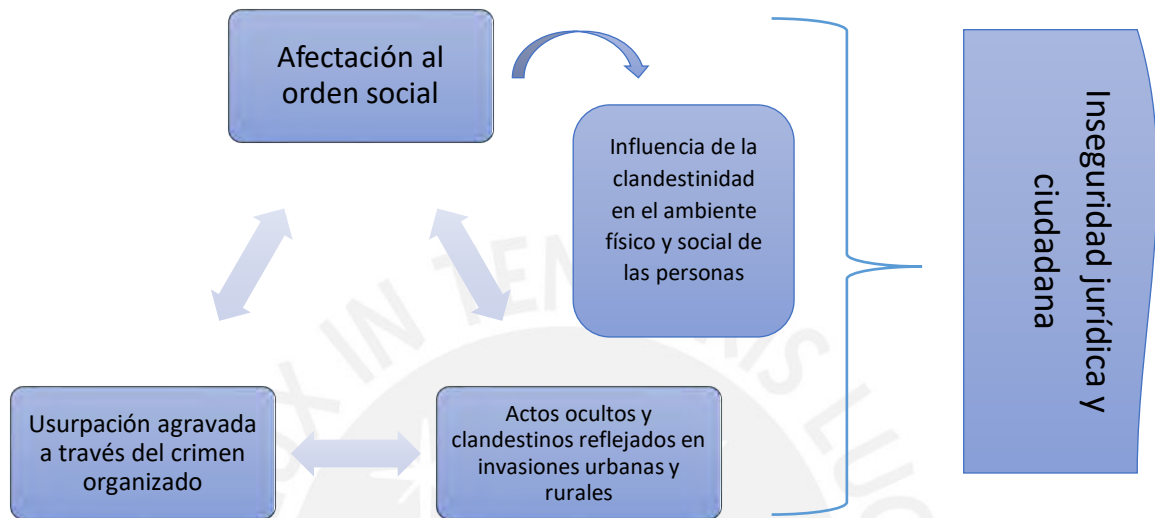 Afectación al
orden social
Influencia de la
clandestinidad
en el ambiente
físico y social de
las personas
Usurpación agravada
a través del crimen
organizado
Actos ocultos y
clandestinos reflejados en
invasiones urbanas y
rurales
Inseguridad jurídica y
ciudadana